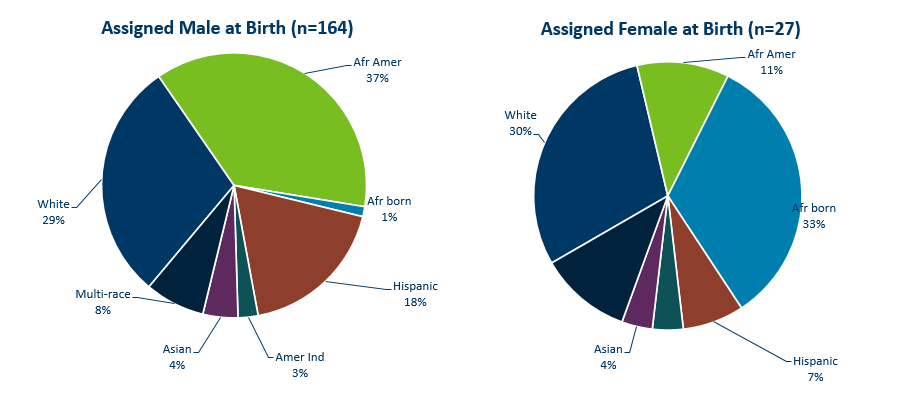 Assigned Male at Birth (n=164)
Afr Amer
37%
Afr born
1%
Hispanic
18%
Amer Ind
3%
Asian
4%
Multi-race
8%
White
29%
Assigned Female at Birth (n=27)
Afr Amer
11%
Afr born
33%
Hispanic
7%
Asian
4%
White
30%